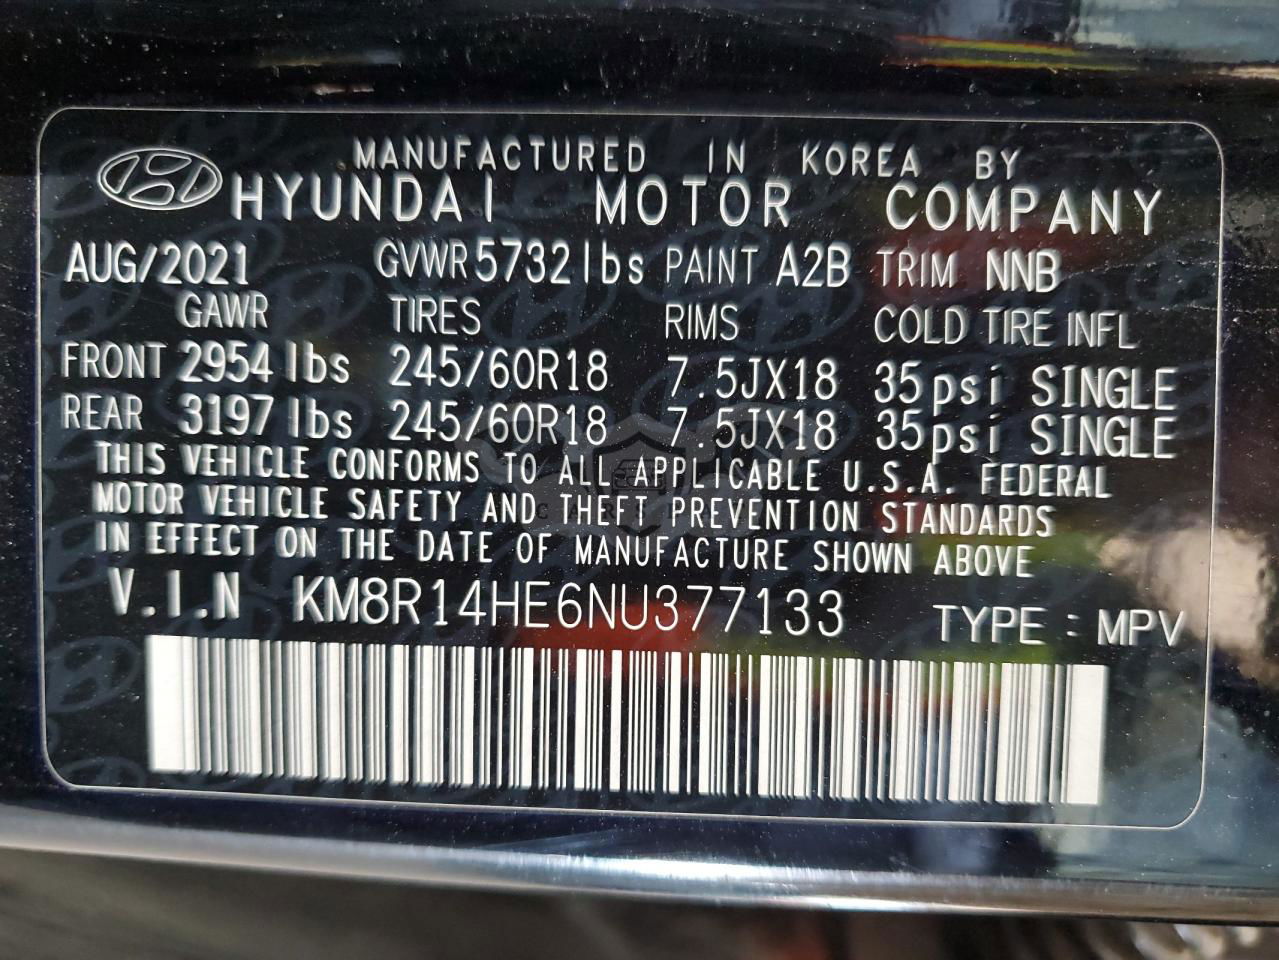 MANUFACTURED IN KOREA BY
HYUNDAI MOTOR COMPANY
AUG/2021 GVWR 5732 lbs PAINT A2B TRIM NNB
GAWR TIRES RIMS COLD TIRE INFL
FRONT 2954 lbs 245/60R18 7.5JX18 35psi SINGLE
REAR 3197 lbs 245/60R18 7.5JX18 35psi SINGLE
THIS VEHICLE CONFORMS TO ALL APPLICABLE U.S.A. FEDERAL
MOTOR VEHICLE SAFETY AND THEFT PREVENTION STANDARDS
IN EFFECT ON THE DATE OF MANUFACTURE SHOWN ABOVE
V.I.N KM8R14HE6NU377133 TYPE : MPV